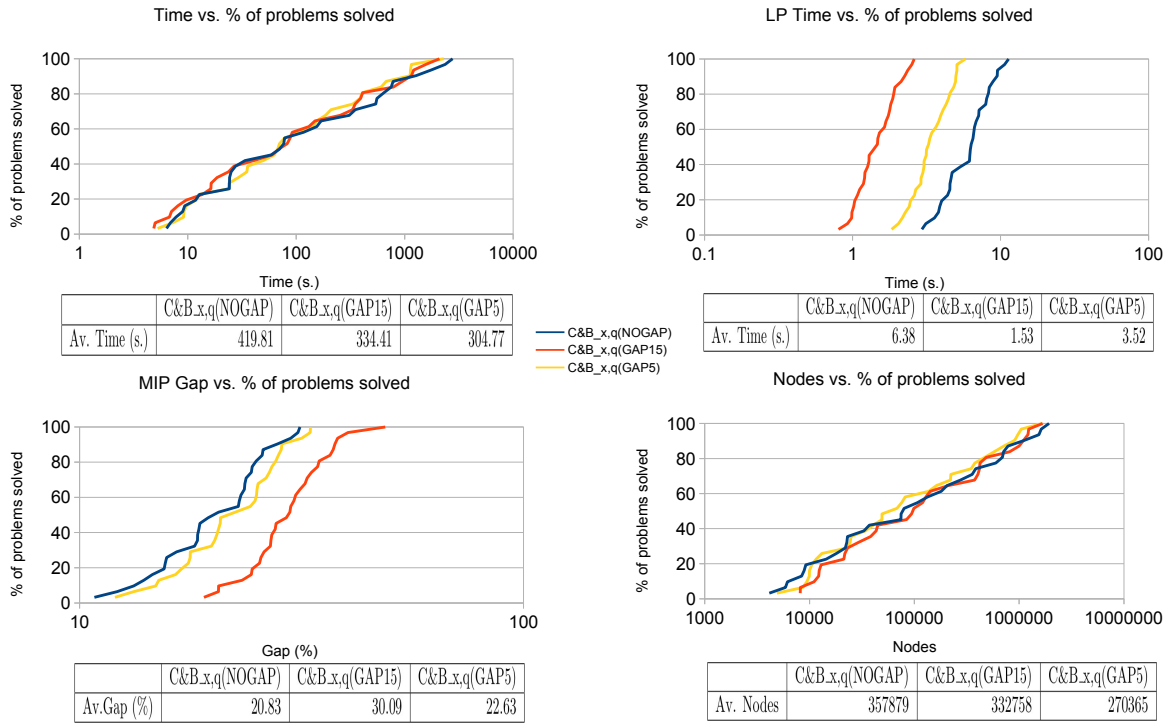 Time vs. % of problems solved
% of problems solved
100
80
60
40
20
0
1
10
100
1000
10000
Time (s.)
C&B_x,q(NOGAP) C&B_x,q(GAP15) C&B_x,q(GAP5)
Av. Time (s.) 419.81 334.41 304.77
LP Time vs. % of problems solved
% of problems solved
100
80
60
40
20
0
0.1
1
10
100
Time (s.)
C&B_x,q(NOGAP) C&B_x,q(GAP15) C&B_x,q(GAP5)
Av. Time (s.) 6.38 1.53 3.52
C&B_x,q(NOGAP)
C&B_x,q(GAP15)
C&B_x,q(GAP5)
MIP Gap vs. % of problems solved
% of problems solved
100
80
60
40
20
0
10
100
Gap (%)
C&B_x,q(NOGAP) C&B_x,q(GAP15) C&B_x,q(GAP5)
Av.Gap (%) 20.83 30.09 22.63
Nodes vs. % of problems solved
% of problems solved
100
80
60
40
20
0
1000
10000
100000
1000000
10000000
Nodes
C&B_x,q(NOGAP) C&B_x,q(GAP15) C&B_x,q(GAP5)
Av. Nodes 357879 332758 270365